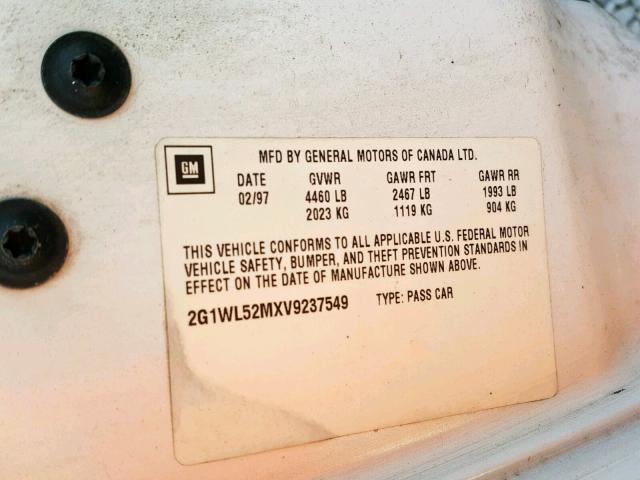 GM
MFD BY GENERAL MOTORS OF CANADA LTD.
DATE GVWR GAWR FRT GAWR RR
02/97 4460 LB 2467 LB 1993 LB
2023 KG 1119 KG 904 KG
THIS VEHICLE CONFORMS TO ALL APPLICABLE U.S. FEDERAL MOTOR
VEHICLE SAFETY, BUMPER, AND THEFT PREVENTION STANDARDS IN
EFFECT ON THE DATE OF MANUFACTURE SHOWN ABOVE.
2G1WL52MXV9237549 TYPE: PASS CAR